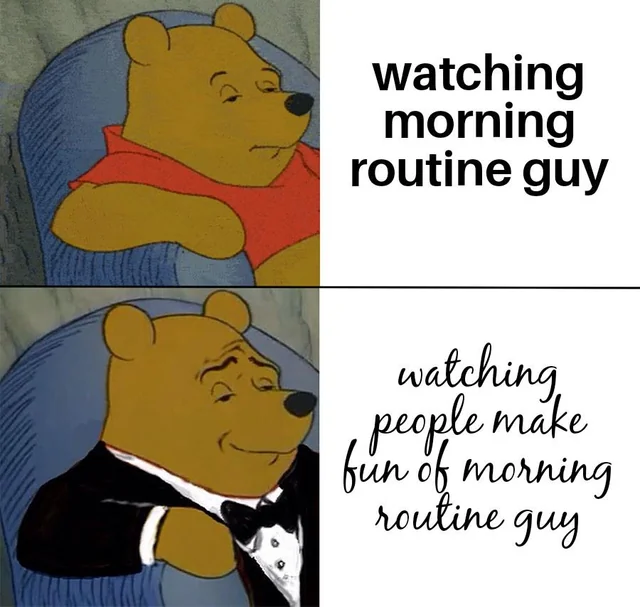 watching
morning
routine guy
watching
people make
fun of morning
routine guy